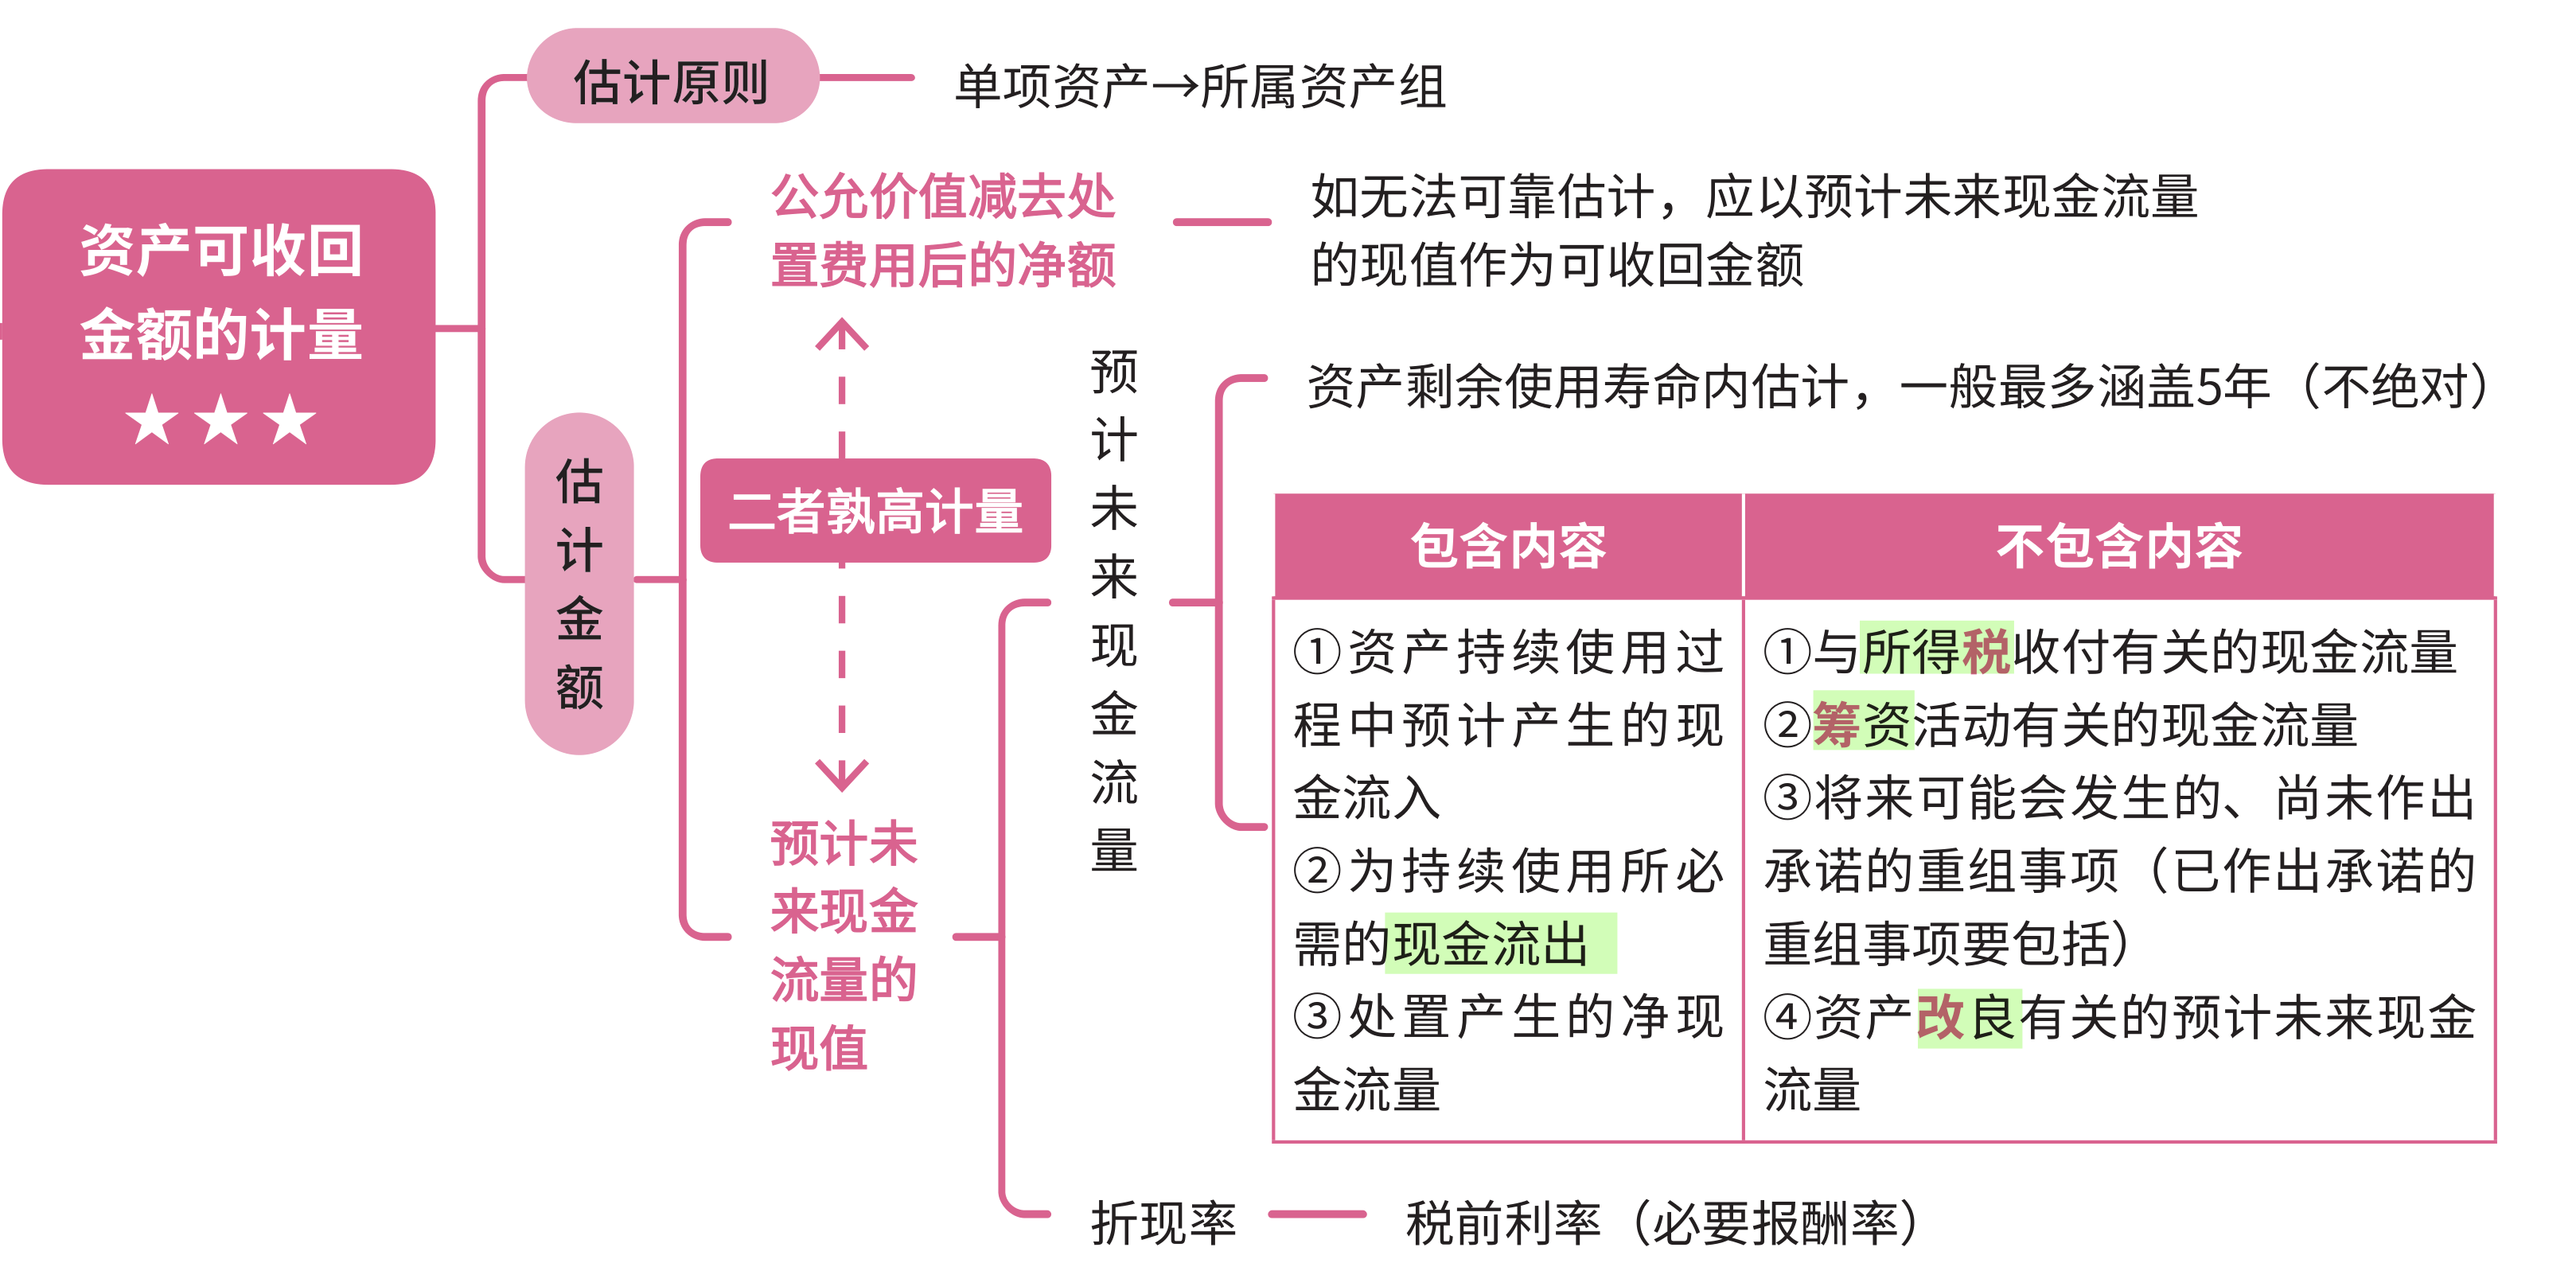 资产可收回
金额的计量
★★★
估计原则
单项资产→所属资产组
估计金额
公允价值减去处
置费用后的净额
如无法可靠估计，应以预计未来现金流量
的现值作为可收回金额
二者孰高计量
预计未
来现金
流量的
现值
预计未来现金流量
资产剩余使用寿命内估计，一般最多涵盖5年（不绝对）
包含内容
不包含内容
①资产持续使用过
程中预计产生的现
金流入
②为持续使用所必
需的现金流出
③处置产生的净现
金流量
①与所得税收付有关的现金流量
②筹资活动有关的现金流量
③将来可能会发生的、尚未作出
承诺的重组事项（已作出承诺的
重组事项要包括）
④资产改良有关的预计未来现金
流量
折现率
税前利率（必要报酬率）